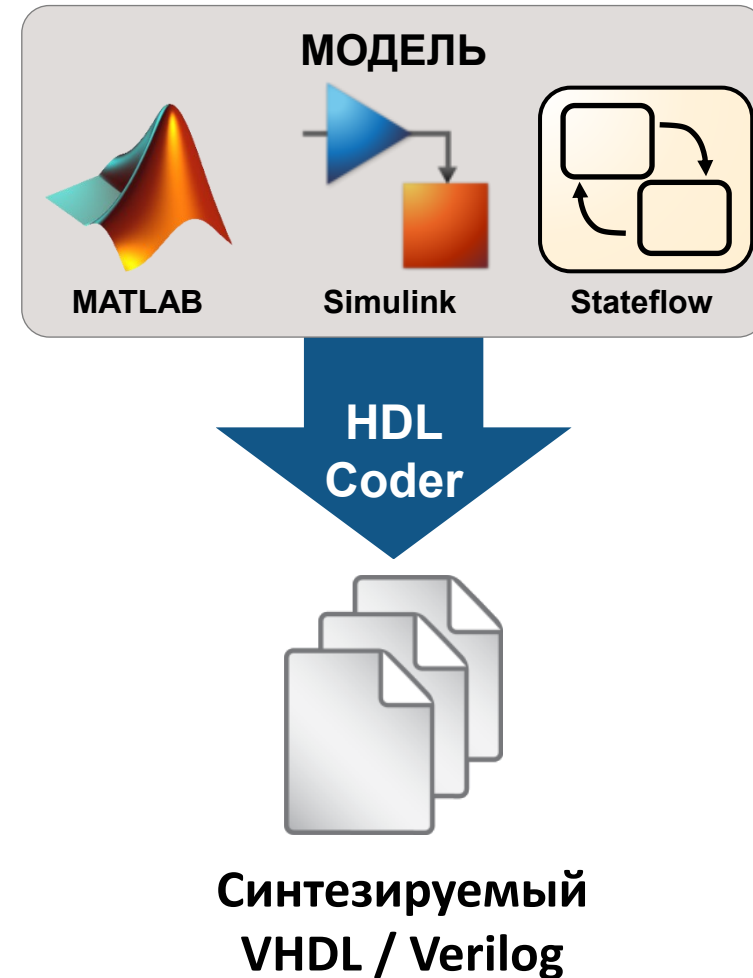 МОДЕЛЬ
MATLAB
Simulink
Stateflow
HDL
Coder
Синтезируемый
VHDL / Verilog